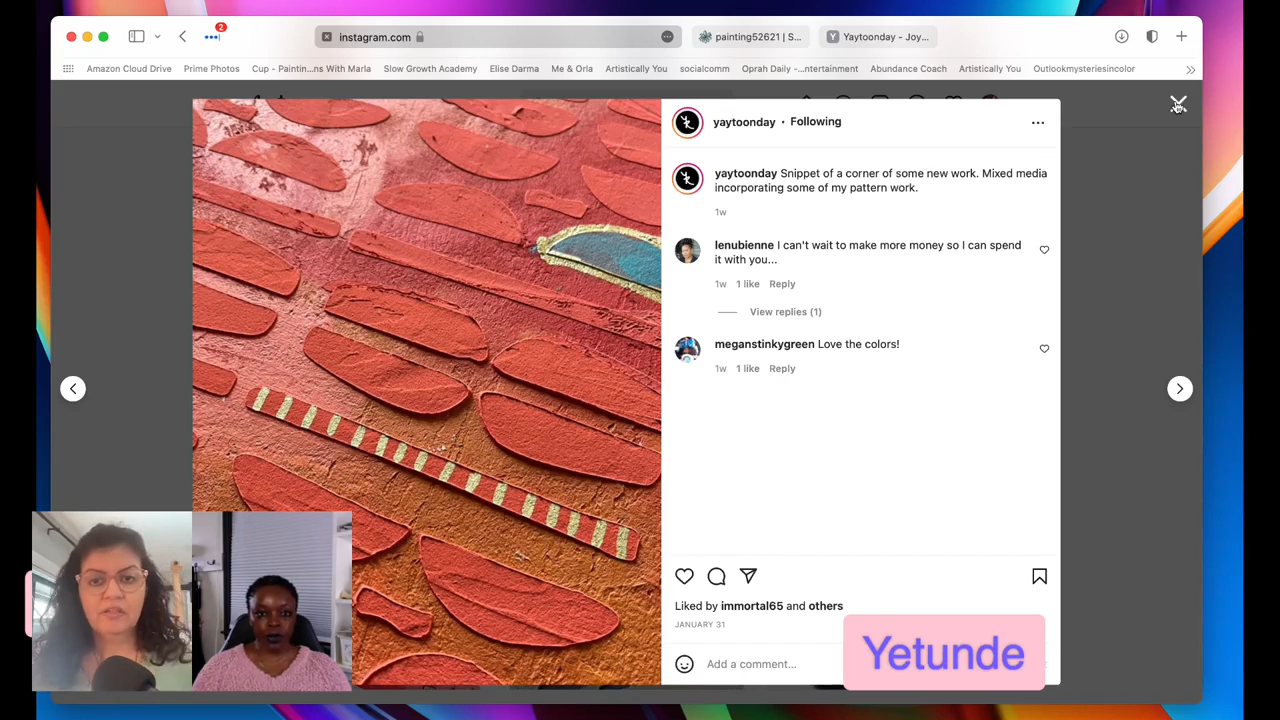 2
instagram.com
painting52621 | S...
Y Yaytoonday - Joy...
Amazon Cloud Drive
Prime Photos
Cup - Paintin...ns With Marla
Slow Growth Academy
Elise Darma
Me & Orla
Artistically You
socialcomm
Oprah Daily -...ntertainment
Abundance Coach
Artistically You
Outlookmysteriesincolor
yaytoonday • Following
yaytoonday Snippet of a corner of some new work. Mixed media
incorporating some of my pattern work.
1w
lenubienne I can't wait to make more money so I can spend
it with you...
1w 1 like Reply
View replies (1)
meganstinkygreen Love the colors!
1w 1 like Reply
Liked by immortal65 and others
JANUARY 31
Add a comment...
Yetunde